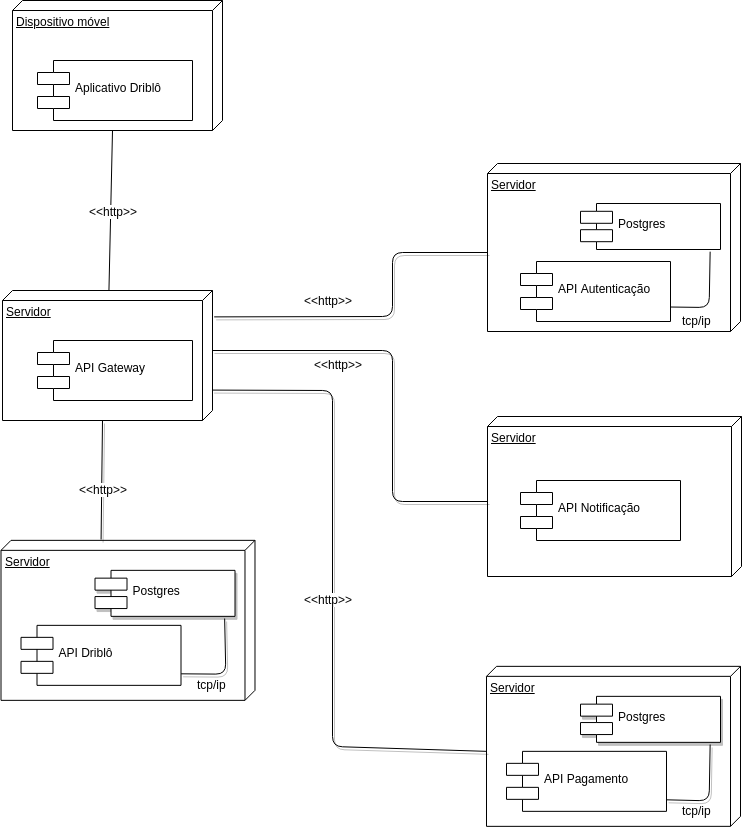 Dispositivo móvel
Aplicativo Driblô
<<http>>
Servidor
Postgres
API Autenticação
tcp/ip
<<http>>
Servidor
API Gateway
<<http>>
<<http>>
Servidor
API Notificação
Servidor
Postgres
API Driblô
tcp/ip
<<http>>
Servidor
Postgres
API Pagamento
tcp/ip